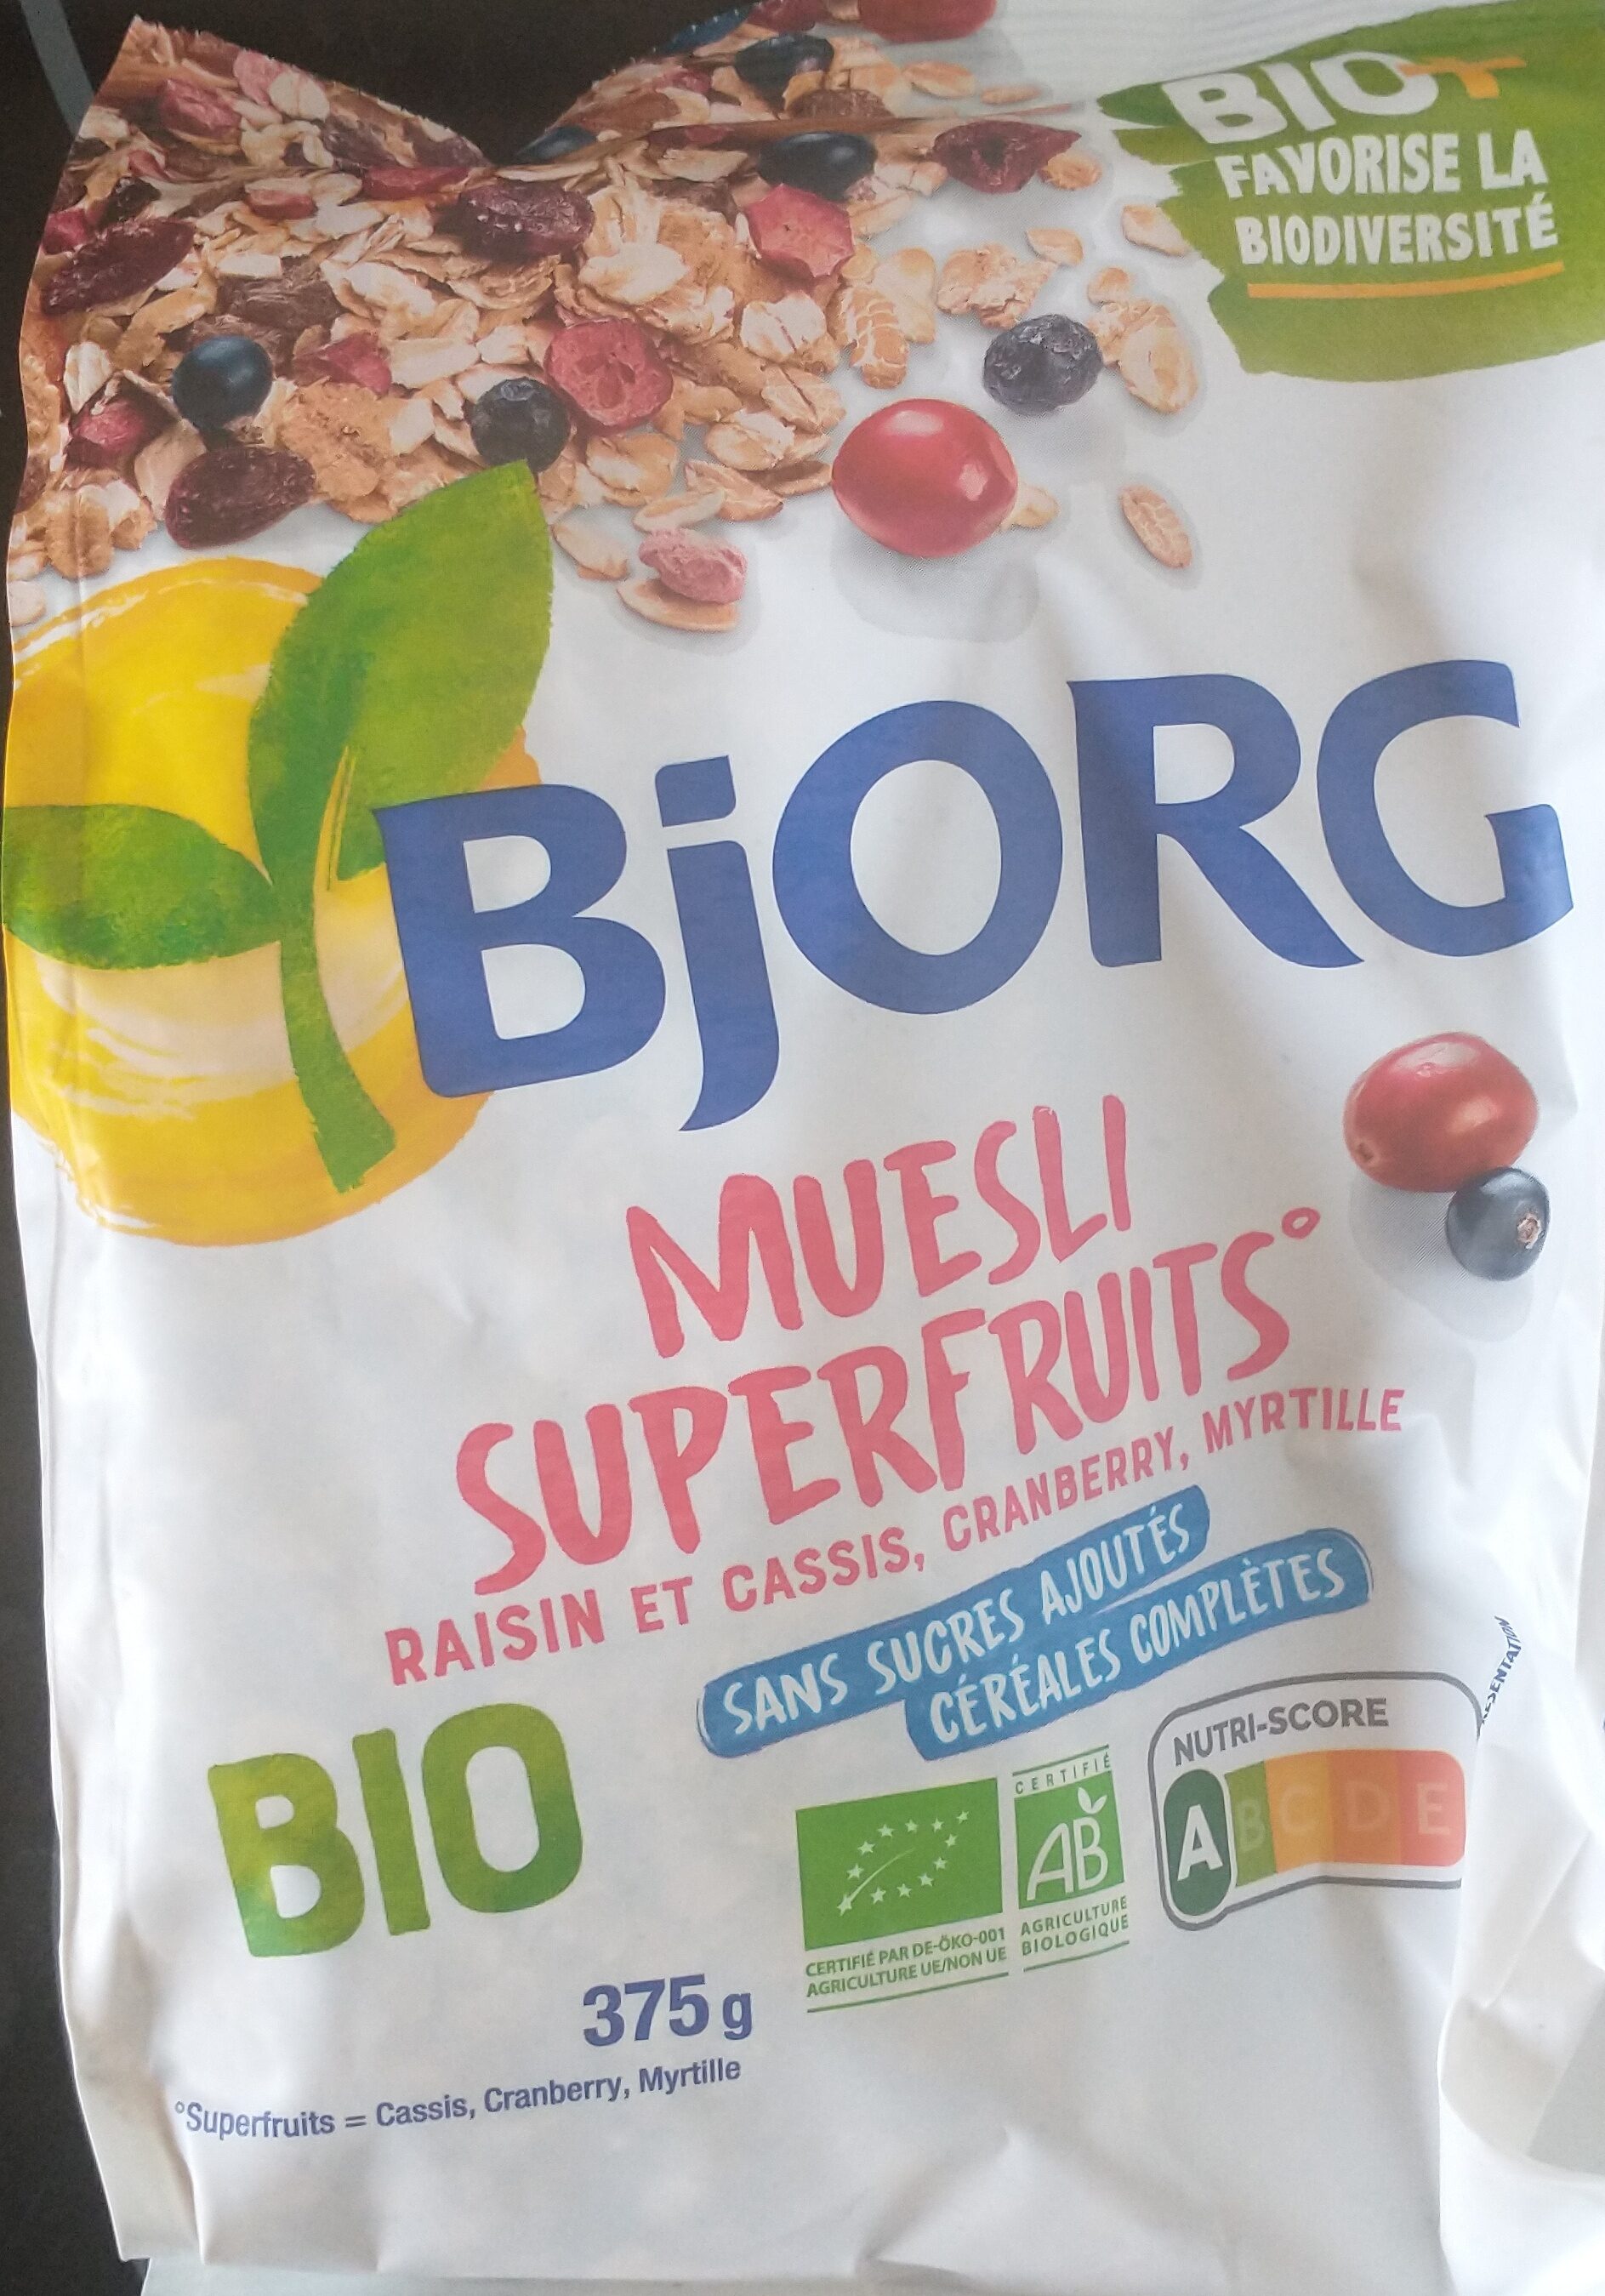 BIO+
FAVORISE LA
BIODIVERSITÉ
BjORG
MUESLI
SUPERFRUITS°
RAISIN ET CASSIS, CRANBERRY, MYRTILLE
SANS SUCRES AJOUTÉS
CÉRÉALES COMPLÈTES
BIO
CERTIFIÉ
AB
AGRICULTURE
BIOLOGIQUE
CERTIFIÉ PAR DE-ÖKO-001
AGRICULTURE UE/NON UE
NUTRI-SCORE
A B C D E
375 g
°Superfruits = Cassis, Cranberry, Myrtille